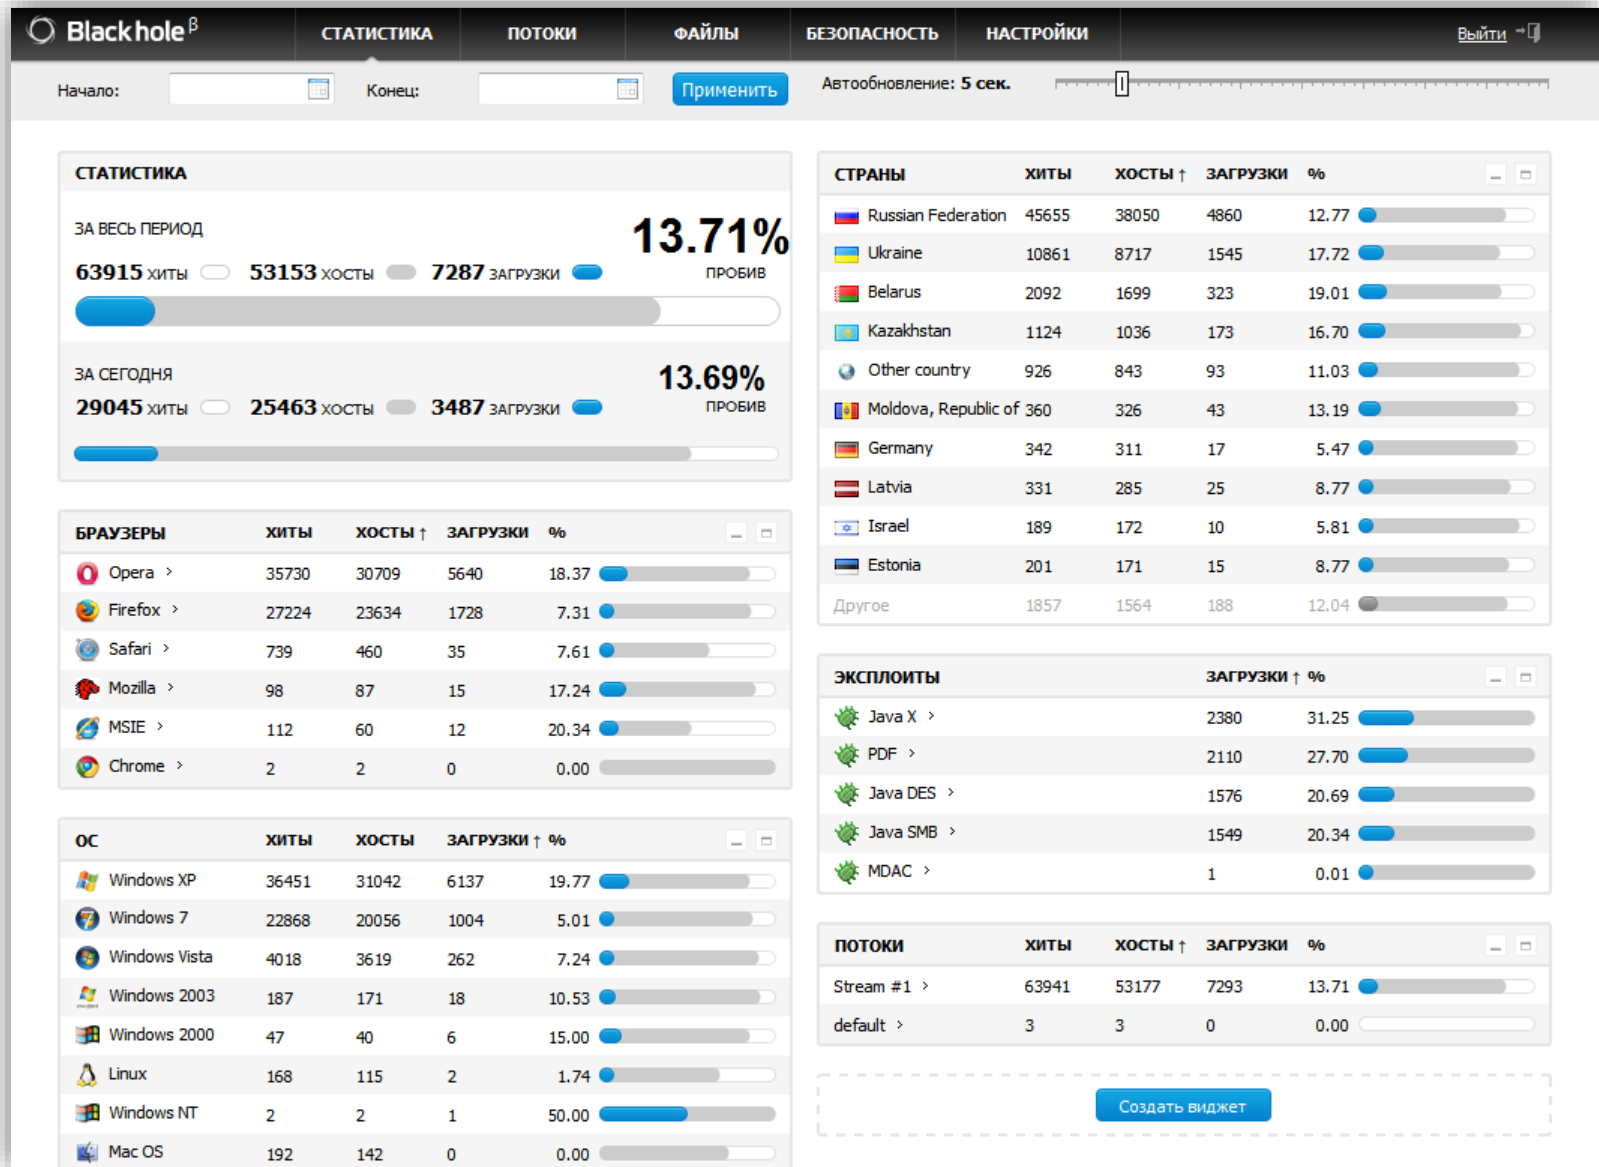 Blackhole β
СТАТИСТИКА ПОТОКИ ФАЙЛЫ БЕЗОПАСНОСТЬ НАСТРОЙКИ Выйти
Начало: Конец: Применить Автообновление: 5 сек.
СТАТИСТИКА
ЗА ВЕСЬ ПЕРИОД
13.71%
ПРОБИВ
63915 ХИТЫ 53153 ХОСТЫ 7287 ЗАГРУЗКИ
ЗА СЕГОДНЯ
13.69%
ПРОБИВ
29045 ХИТЫ 25463 ХОСТЫ 3487 ЗАГРУЗКИ
БРАУЗЕРЫ ХИТЫ ХОСТЫ ↑ ЗАГРУЗКИ %
Opera > 35730 30709 5640 18.37
Firefox > 27224 23634 1728 7.31
Safari > 739 460 35 7.61
Mozilla > 98 87 15 17.24
MSIE > 112 60 12 20.34
Chrome > 2 2 0 0.00
ОС ХИТЫ ХОСТЫ ЗАГРУЗКИ ↑ %
Windows XP 36451 31042 6137 19.77
Windows 7 22868 20056 1004 5.01
Windows Vista 4018 3619 262 7.24
Windows 2003 187 171 18 10.53
Windows 2000 47 40 6 15.00
Linux 168 115 2 1.74
Windows NT 2 2 1 50.00
Mac OS 192 142 0 0.00
СТРАНЫ ХИТЫ ХОСТЫ ↑ ЗАГРУЗКИ %
Russian Federation 45655 38050 4860 12.77
Ukraine 10861 8717 1545 17.72
Belarus 2092 1699 323 19.01
Kazakhstan 1124 1036 173 16.70
Other country 926 843 93 11.03
Moldova, Republic of 360 326 43 13.19
Germany 342 311 17 5.47
Latvia 331 285 25 8.77
Israel 189 172 10 5.81
Estonia 201 171 15 8.77
Другое 1857 1564 188 12.04
ЭКСПЛОИТЫ ЗАГРУЗКИ ↑ %
Java X > 2380 31.25
PDF > 2110 27.70
Java DES > 1576 20.69
Java SMB > 1549 20.34
MDAC > 1 0.01
ПОТОКИ ХИТЫ ХОСТЫ ↑ ЗАГРУЗКИ %
Stream #1 > 63941 53177 7293 13.71
default > 3 3 0 0.00
Создать виджет